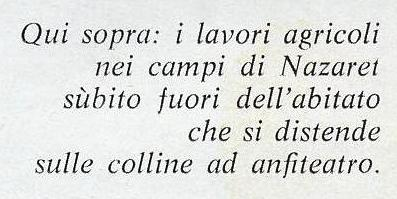 Qui sopra: i lavori agricoli
nei campi di Nazaret
sùbito fuori dell'abitato
che si distende
sulle colline ad anfiteatro.